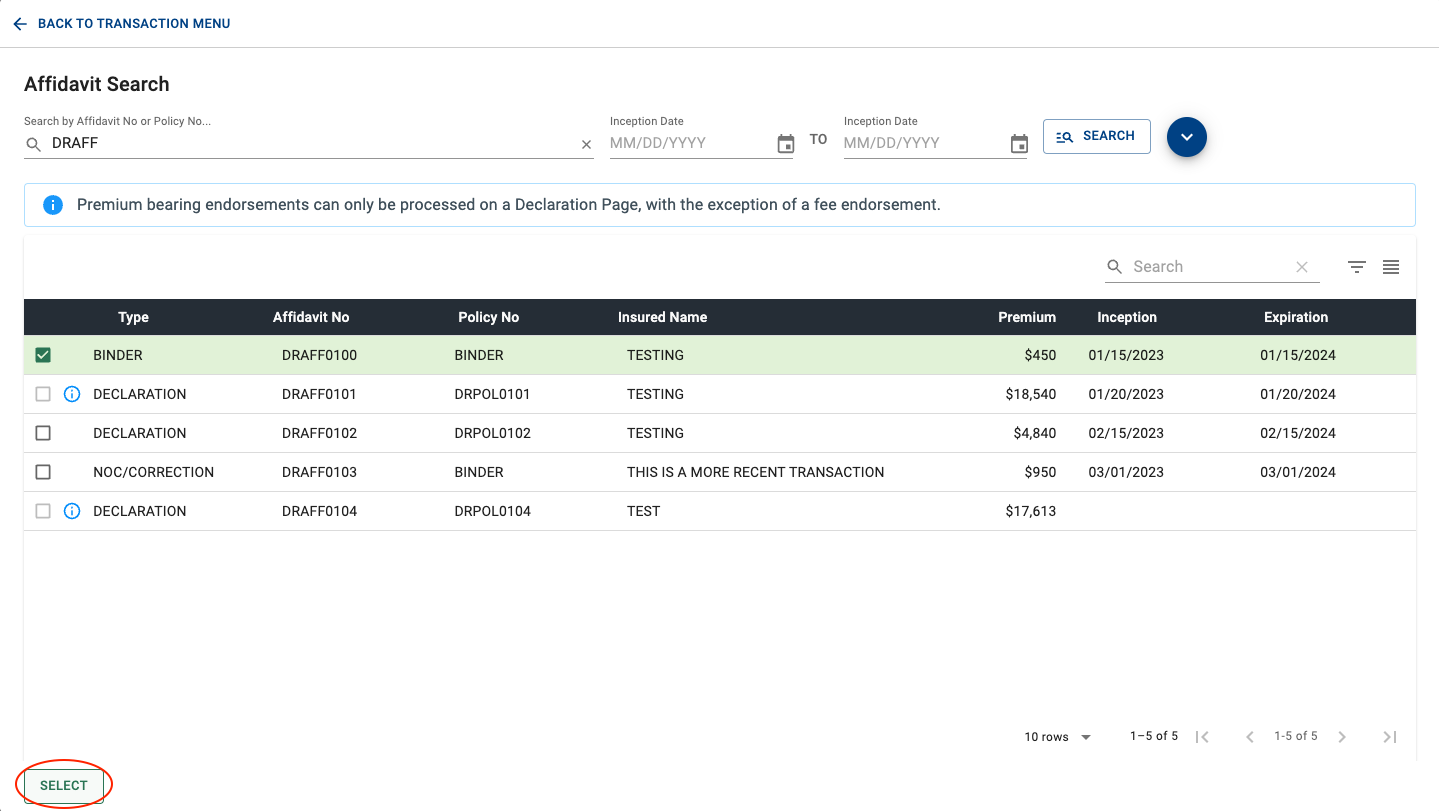 BACK TO TRANSACTION MENU
Affidavit Search
Search by Affidavit No or Policy No... Inception Date Inception Date
DRAFF MM/DD/YYYY TO MM/DD/YYYY SEARCH
Premium bearing endorsements can only be processed on a Declaration Page, with the exception of a fee endorsement.
Search
Type Affidavit No Policy No Insured Name Premium Inception Expiration
BINDER DRAFF0100 BINDER TESTING $450 01/15/2023 01/15/2024
DECLARATION DRAFF0101 DRPOL0101 TESTING $18,540 01/20/2023 01/20/2024
DECLARATION DRAFF0102 DRPOL0102 TESTING $4,840 02/15/2023 02/15/2024
NOC/CORRECTION DRAFF0103 BINDER THIS IS A MORE RECENT TRANSACTION $950 03/01/2023 03/01/2024
DECLARATION DRAFF0104 DRPOL0104 TEST $17,613
10 rows 1–5 of 5 1-5 of 5
SELECT